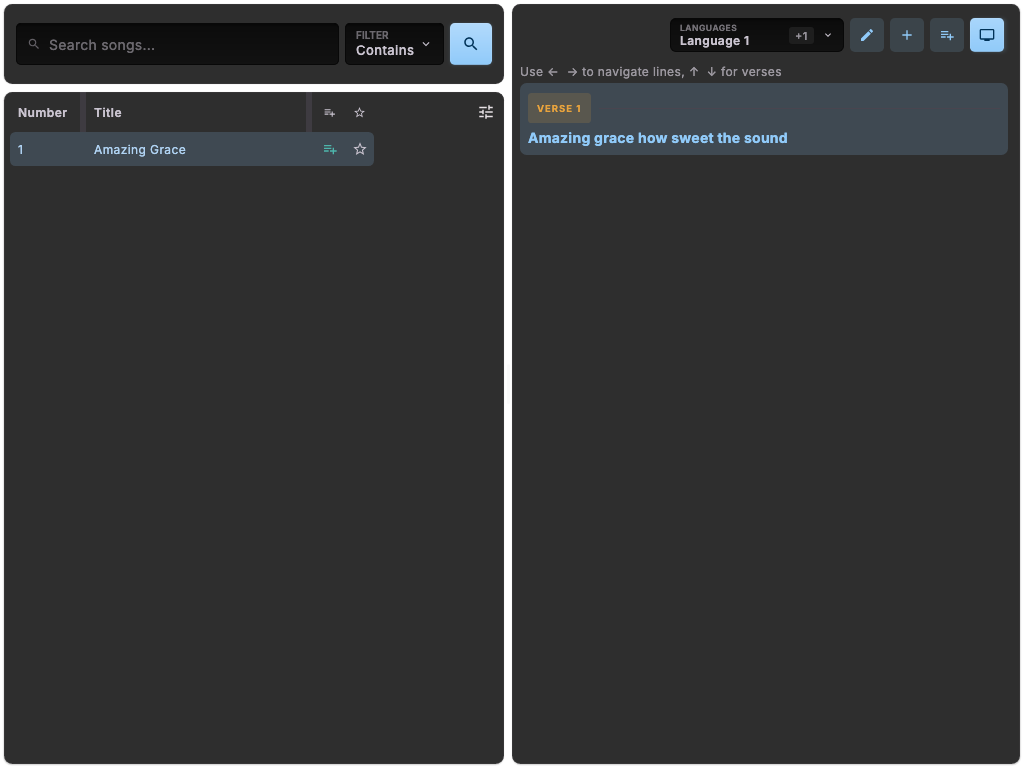 Search songs...
FILTER
Contains
Number Title
1 Amazing Grace
LANGUAGES
Language 1 +1
Use ← → to navigate lines, ↑ ↓ for verses
VERSE 1
Amazing grace how sweet the sound